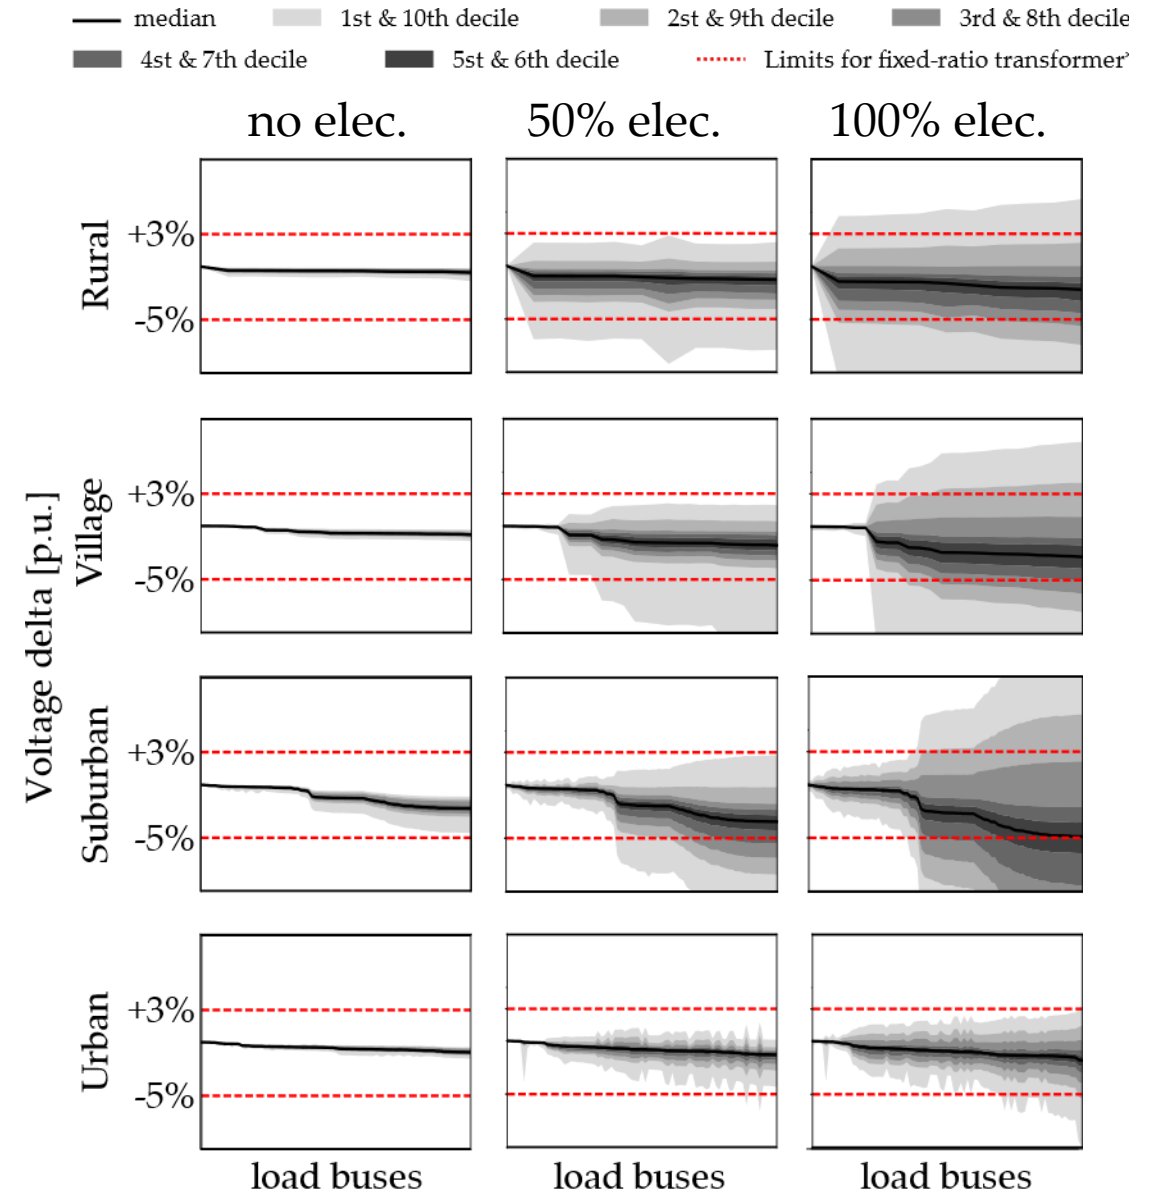 median 1st & 10th decile 2st & 9th decile 3rd & 8th decile
4st & 7th decile 5st & 6th decile Limits for fixed-ratio transformer
no elec. 50% elec. 100% elec.
Voltage delta [p.u.]
Rural
+3%
-5%
Village
+3%
-5%
Suburban
+3%
-5%
Urban
+3%
-5%
load buses load buses load buses